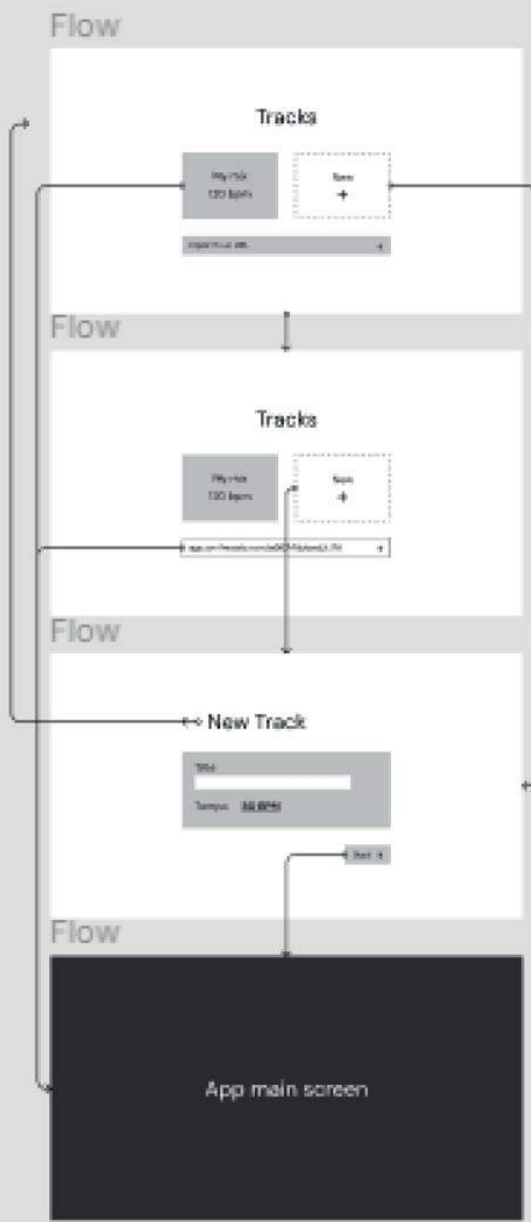 Flow
Tracks
My mix
New
120 bpm
+
Flow
Tracks
My mix
New
120 bpm
+
Flow
New Track
Title
Tempo
Start
Flow
App main screen